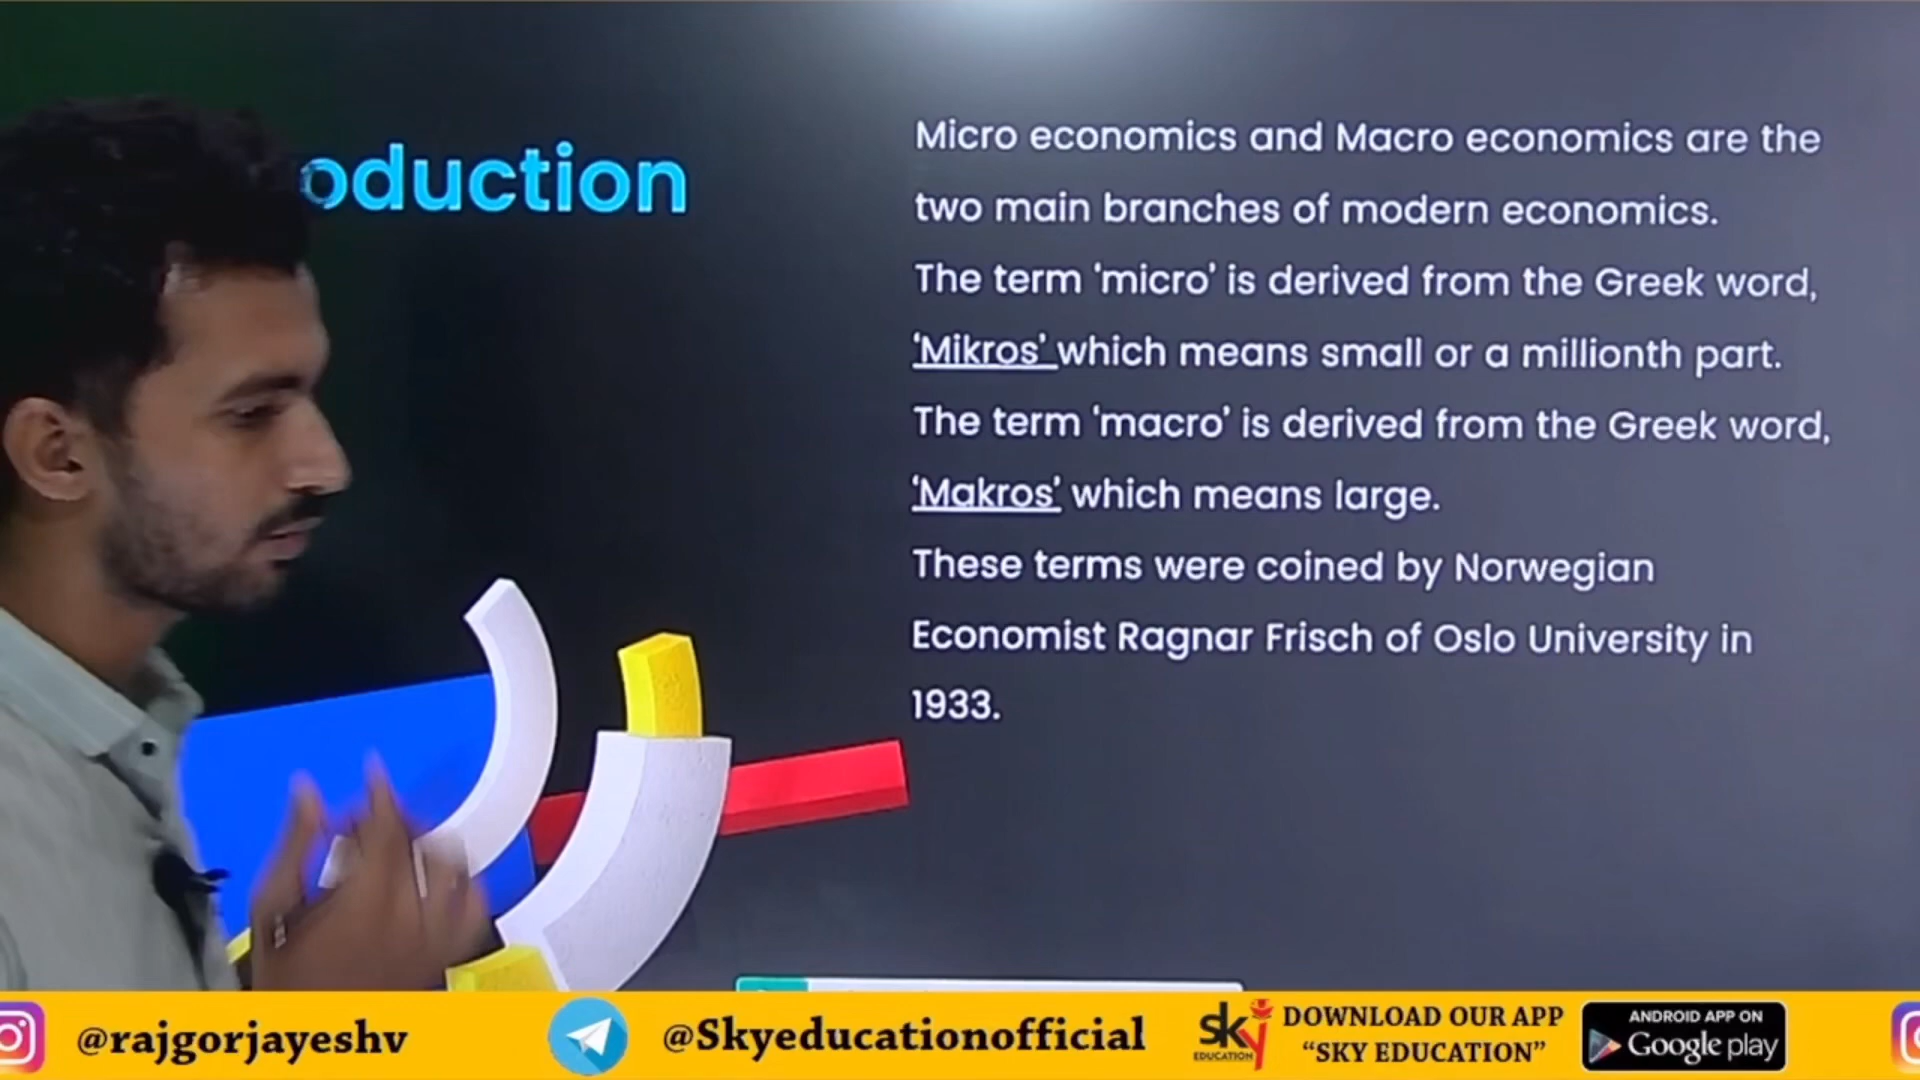 oduction
Micro economics and Macro economics are the
two main branches of modern economics.
The term 'micro' is derived from the Greek word,
‘Mikros’ which means small or a millionth part.
The term 'macro' is derived from the Greek word,
‘Makros’ which means large.
These terms were coined by Norwegian
Economist Ragnar Frisch of Oslo University in
1933.
@rajgorjayeshv
@Skyeducationofficial
sky
EDUCATION
DOWNLOAD OUR APP
“SKY EDUCATION”
ANDROID APP ON
Google play